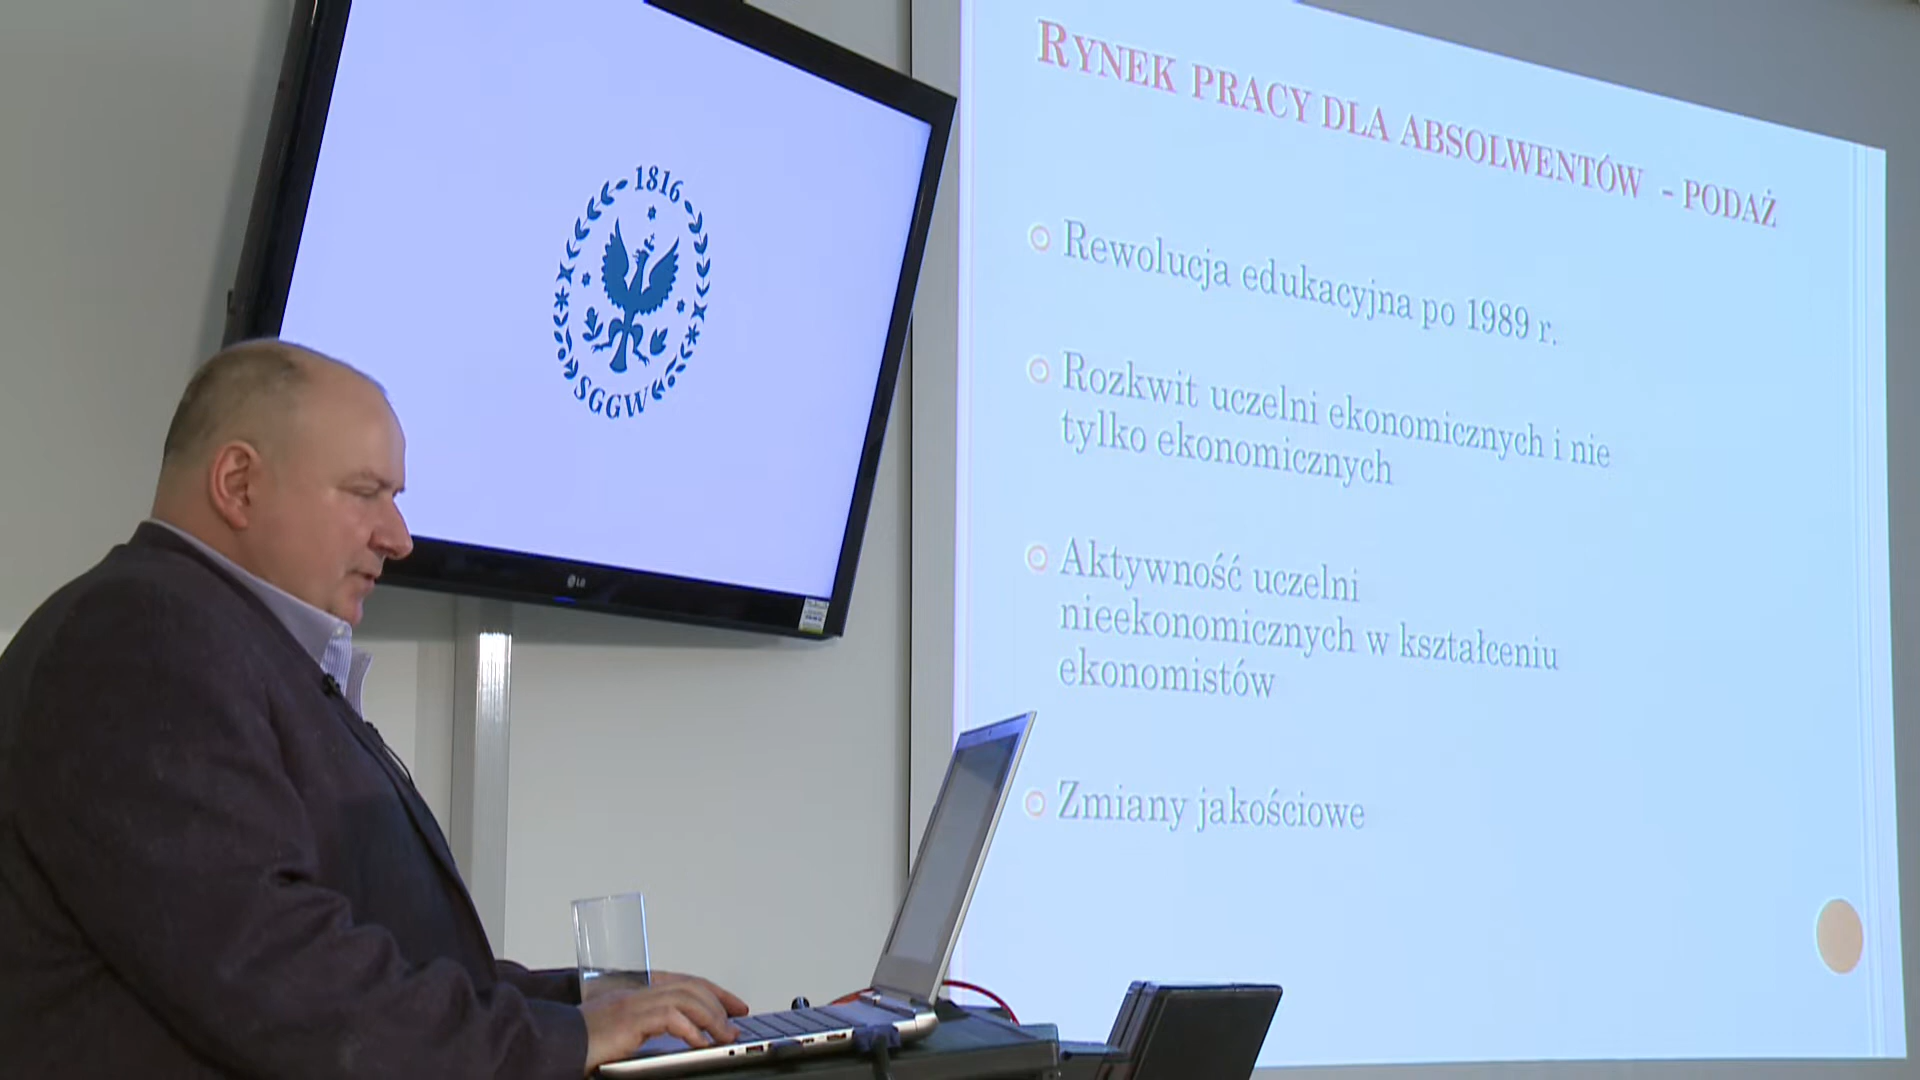 1816
SGGW
LG
RYNEK PRACY DLA ABSOLWENTÓW - PODAŻ
Rewolucja edukacyjna po 1989 r.
Rozkwit uczelni ekonomicznych i nie
tylko ekonomicznych
Aktywność uczelni
nieekonomicznych w kształceniu
ekonomistów
Zmiany jakościowe